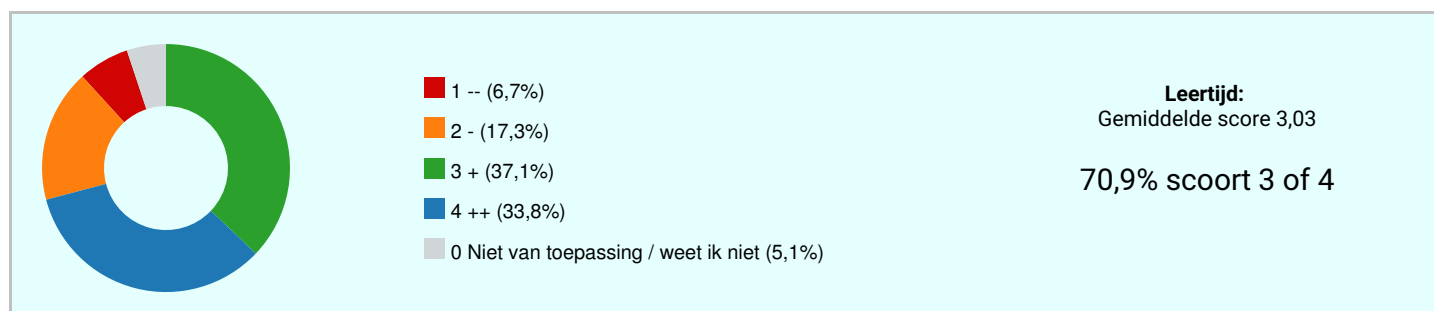 1 -- (6,7%)
2 - (17,3%)
3 + (37,1%)
4 ++ (33,8%)
0 Niet van toepassing / weet ik niet (5,1%)
Leertijd:
Gemiddelde score 3,03
70,9% scoort 3 of 4